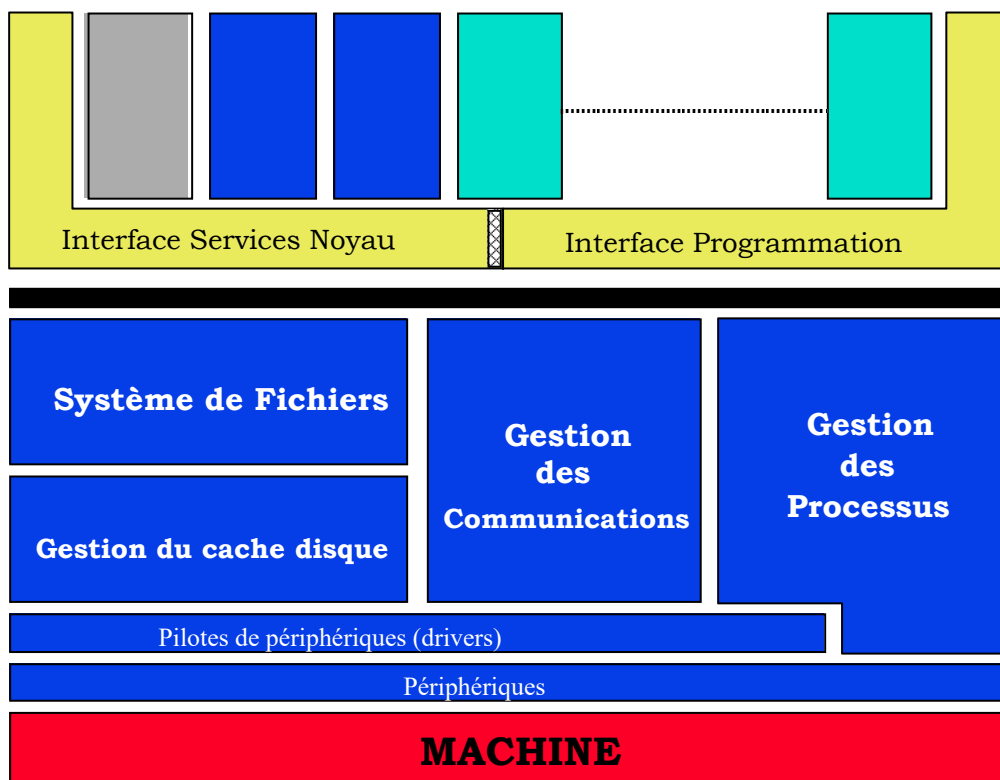 Interface Services Noyau
Interface Programmation
Système de Fichiers
Gestion du cache disque
Gestion
des
Communications
Gestion
des
Processus
Pilotes de périphériques (drivers)
Périphériques
MACHINE